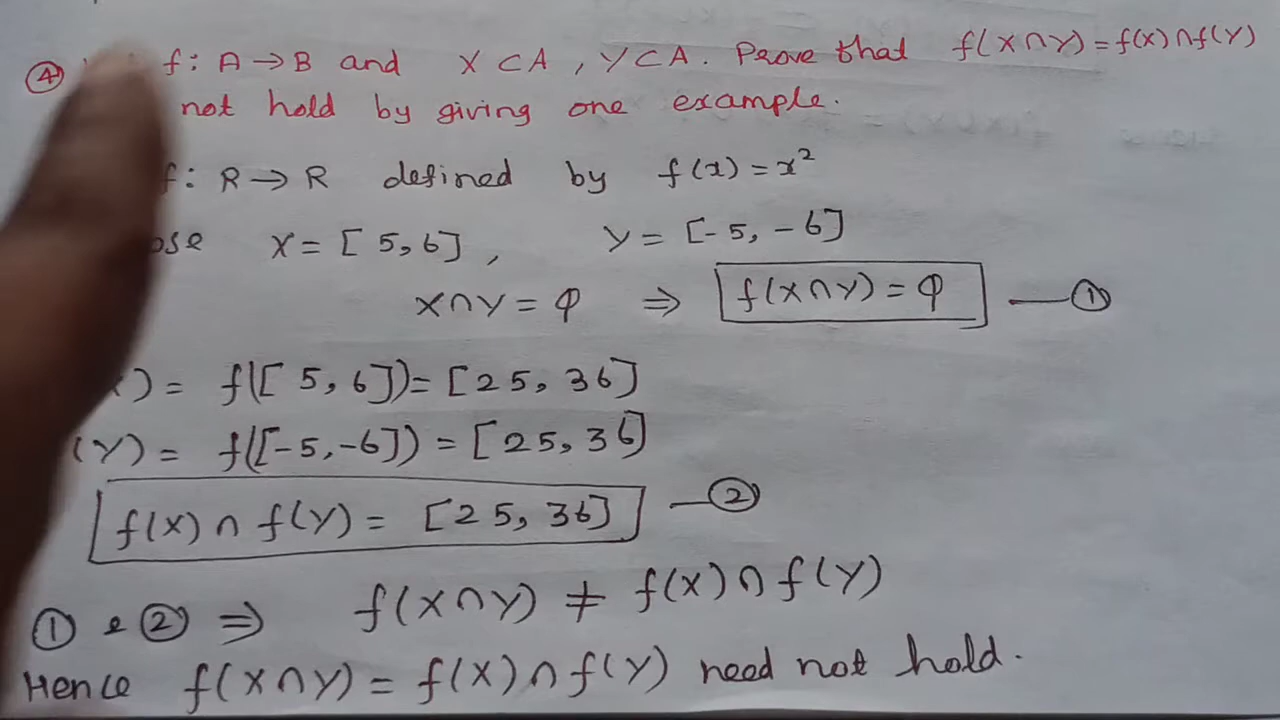 ④ f: A → B and X ⊂ A, Y ⊂ A. Prove that f(X∩Y) = f(X)∩f(Y)
not hold by giving one example.
f: R → R defined by f(x) = x²
X = [5, 6], Y = [-5, -6]
X∩Y = φ ⇒ f(X∩Y) = φ —①
) = f([5, 6]) = [25, 36]
(Y) = f([-5, -6]) = [25, 36]
f(X) ∩ f(Y) = [25, 36] —②
① & ② ⇒ f(X∩Y) ≠ f(X)∩f(Y)
Hence f(X∩Y) = f(X)∩f(Y) need not hold.